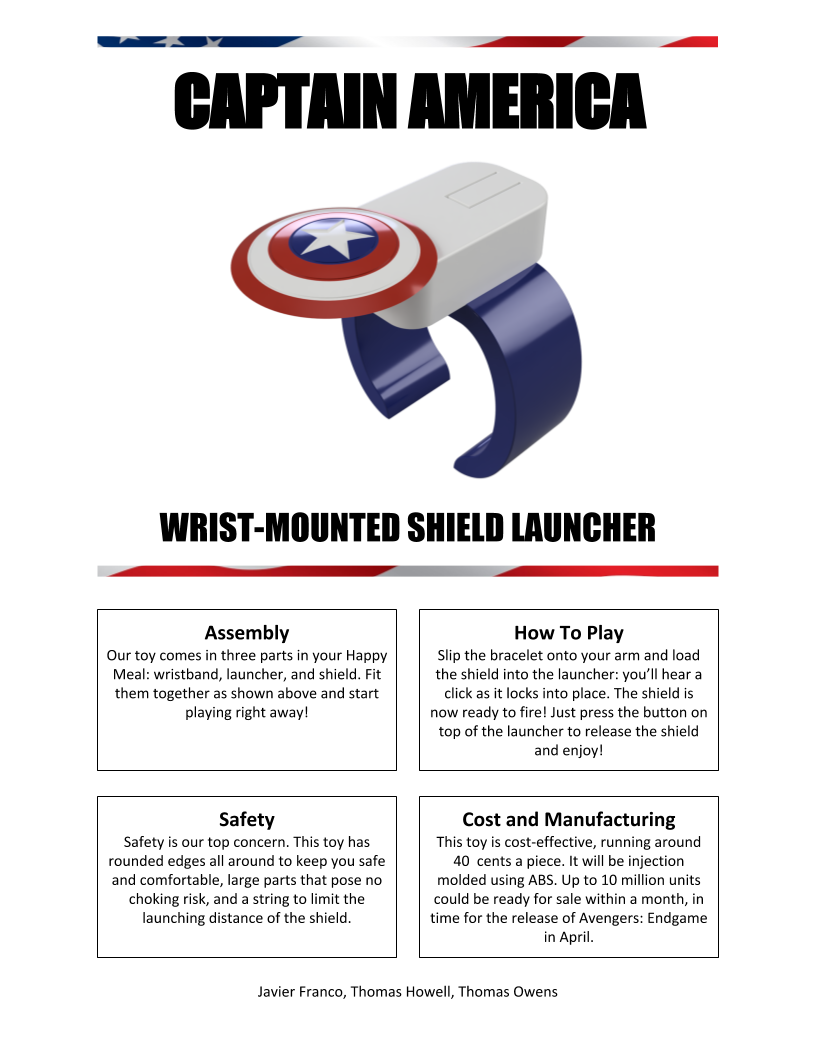 CAPTAIN AMERICA
WRIST-MOUNTED SHIELD LAUNCHER
Assembly
Our toy comes in three parts in your Happy
Meal: wristband, launcher, and shield. Fit
them together as shown above and start
playing right away!
How To Play
Slip the bracelet onto your arm and load
the shield into the launcher: you’ll hear a
click as it locks into place. The shield is
now ready to fire! Just press the button on
top of the launcher to release the shield
and enjoy!
Safety
Safety is our top concern. This toy has
rounded edges all around to keep you safe
and comfortable, large parts that pose no
choking risk, and a string to limit the
launching distance of the shield.
Cost and Manufacturing
This toy is cost-effective, running around
40  cents a piece. It will be injection
molded using ABS. Up to 10 million units
could be ready for sale within a month, in
time for the release of Avengers: Endgame
in April.
Javier Franco, Thomas Howell, Thomas Owens